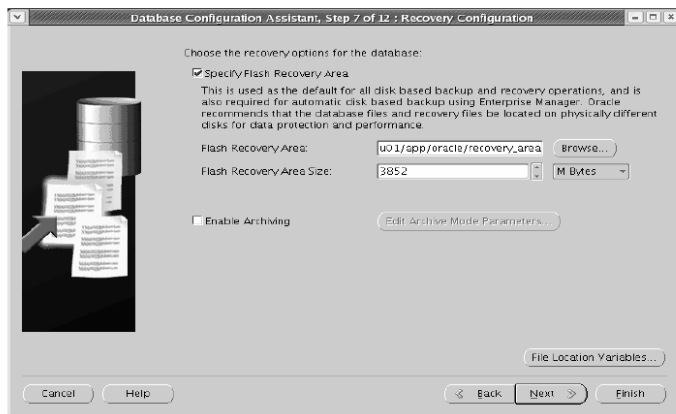 Database Configuration Assistant, Step 7 of 12 : Recovery Configuration
Choose the recovery options for the database:
Specify Flash Recovery Area
This is used as the default for all disk based backup and recovery operations, and is
also required for automatic disk based backup using Enterprise Manager. Oracle
recommends that the database files and recovery files be located on physically different
disks for data protection and performance.
Flash Recovery Area: u01/app/oracle/recovery_area Browse...
Flash Recovery Area Size: 3852 M Bytes
Enable Archiving Edit Archive Mode Parameters...
File Location Variables...
Cancel Help Back Next Finish